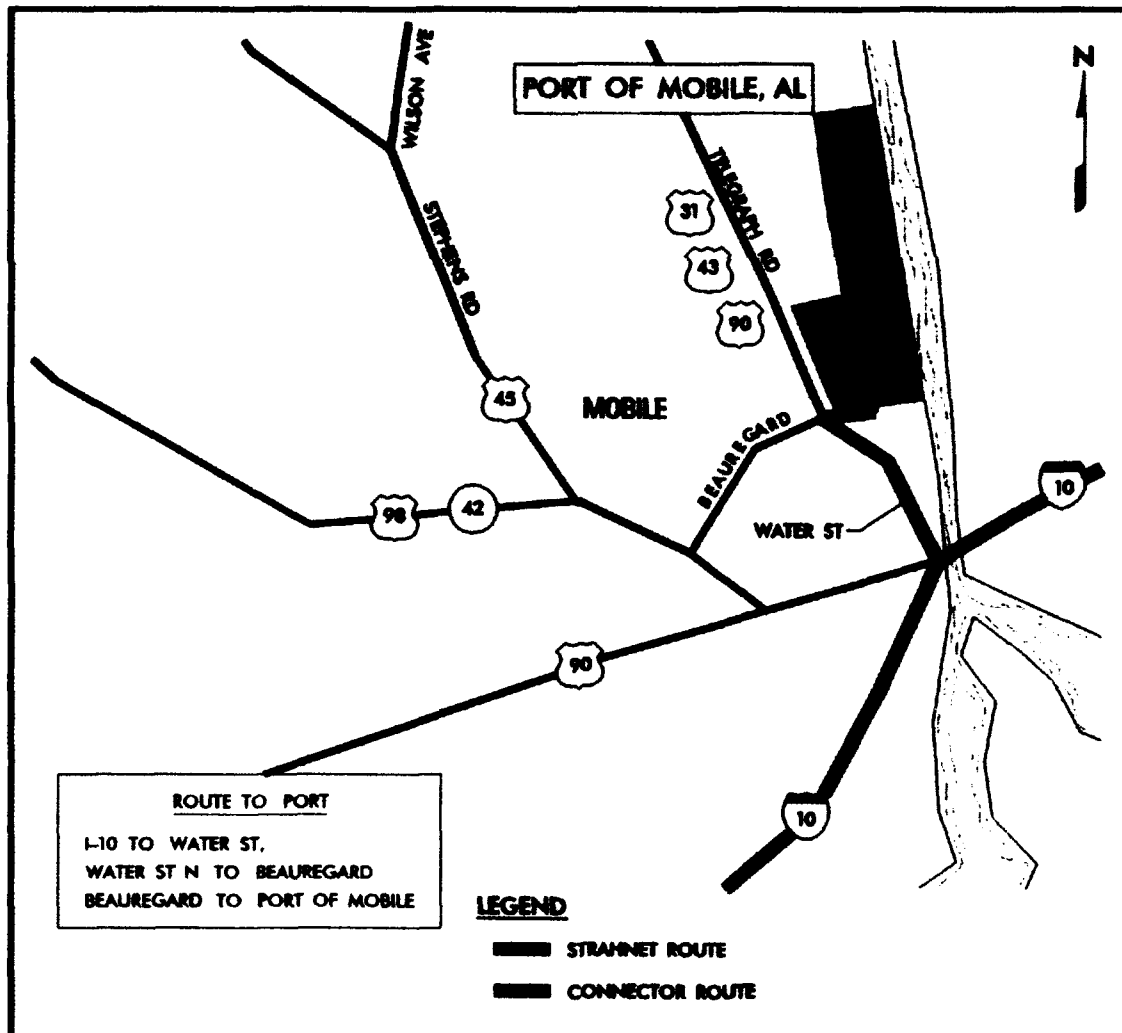 N
PORT OF MOBILE, AL
WILSON AVE
TELEGRAPH RD
STEPHENS RD
31
43
90
45
MOBILE
BEAUREGARD
98
42
WATER ST
10
90
10
ROUTE TO PORT
I-10 TO WATER ST,
WATER ST N TO BEAUREGARD
BEAUREGARD TO PORT OF MOBILE
LEGEND
STRAHNET ROUTE
CONNECTOR ROUTE